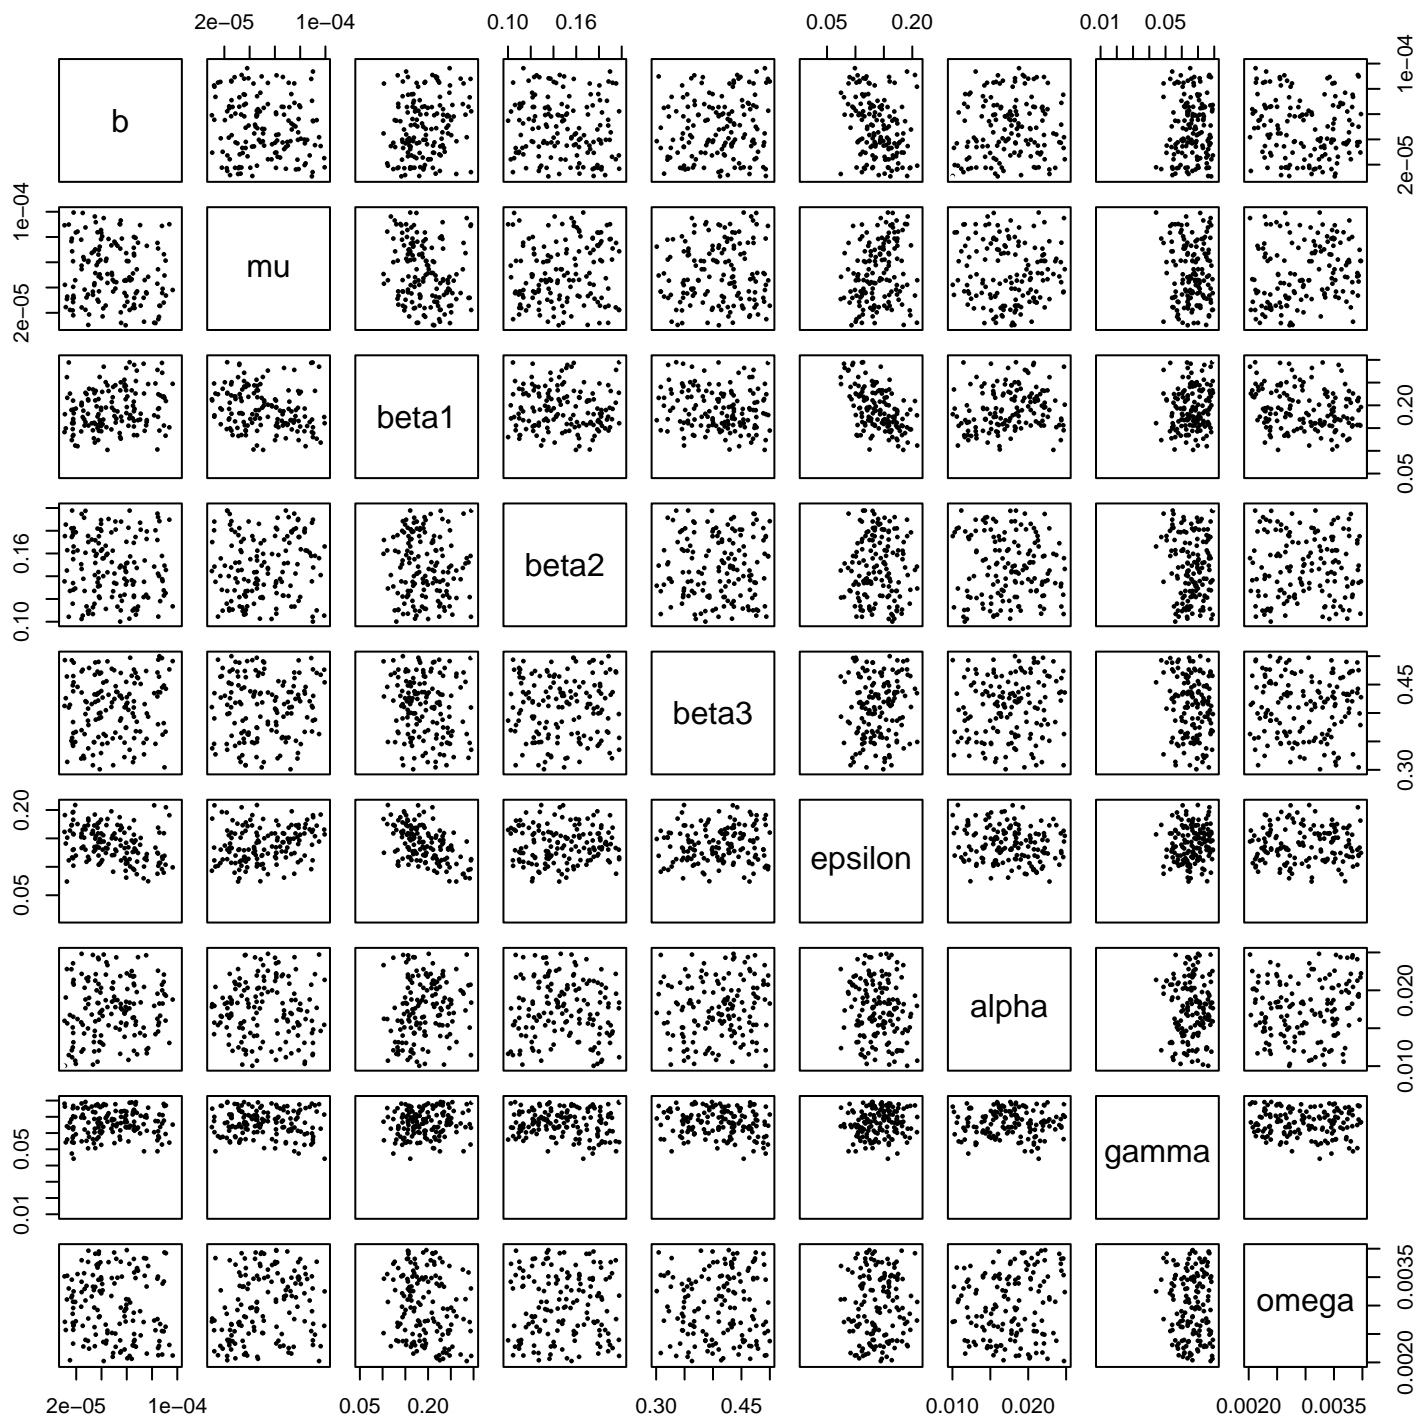 2e−05 1e−04 0.10 0.16 0.05 0.20 0.01 0.05
b 2e−05 1e−04
2e−05 1e−04 mu
beta1 0.05 0.20
0.10 0.16 beta2
beta3 0.30 0.45
0.05 0.20 epsilon
alpha 0.010 0.020
0.01 0.05 gamma
omega 0.0020 0.0035
2e−05 1e−04 0.05 0.20 0.30 0.45 0.010 0.020 0.0020 0.0035